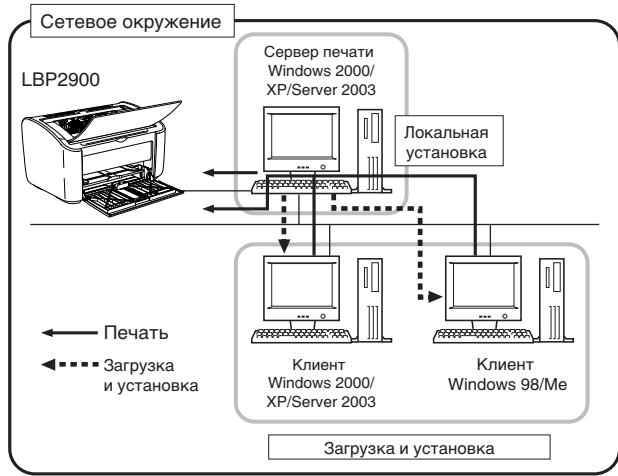 Сетевое окружение
LBP2900
Сервер печати
Windows 2000/
XP/Server 2003
Локальная
установка
Печать
Загрузка
и установка
Клиент
Windows 2000/
XP/Server 2003
Клиент
Windows 98/Me
Загрузка и установка